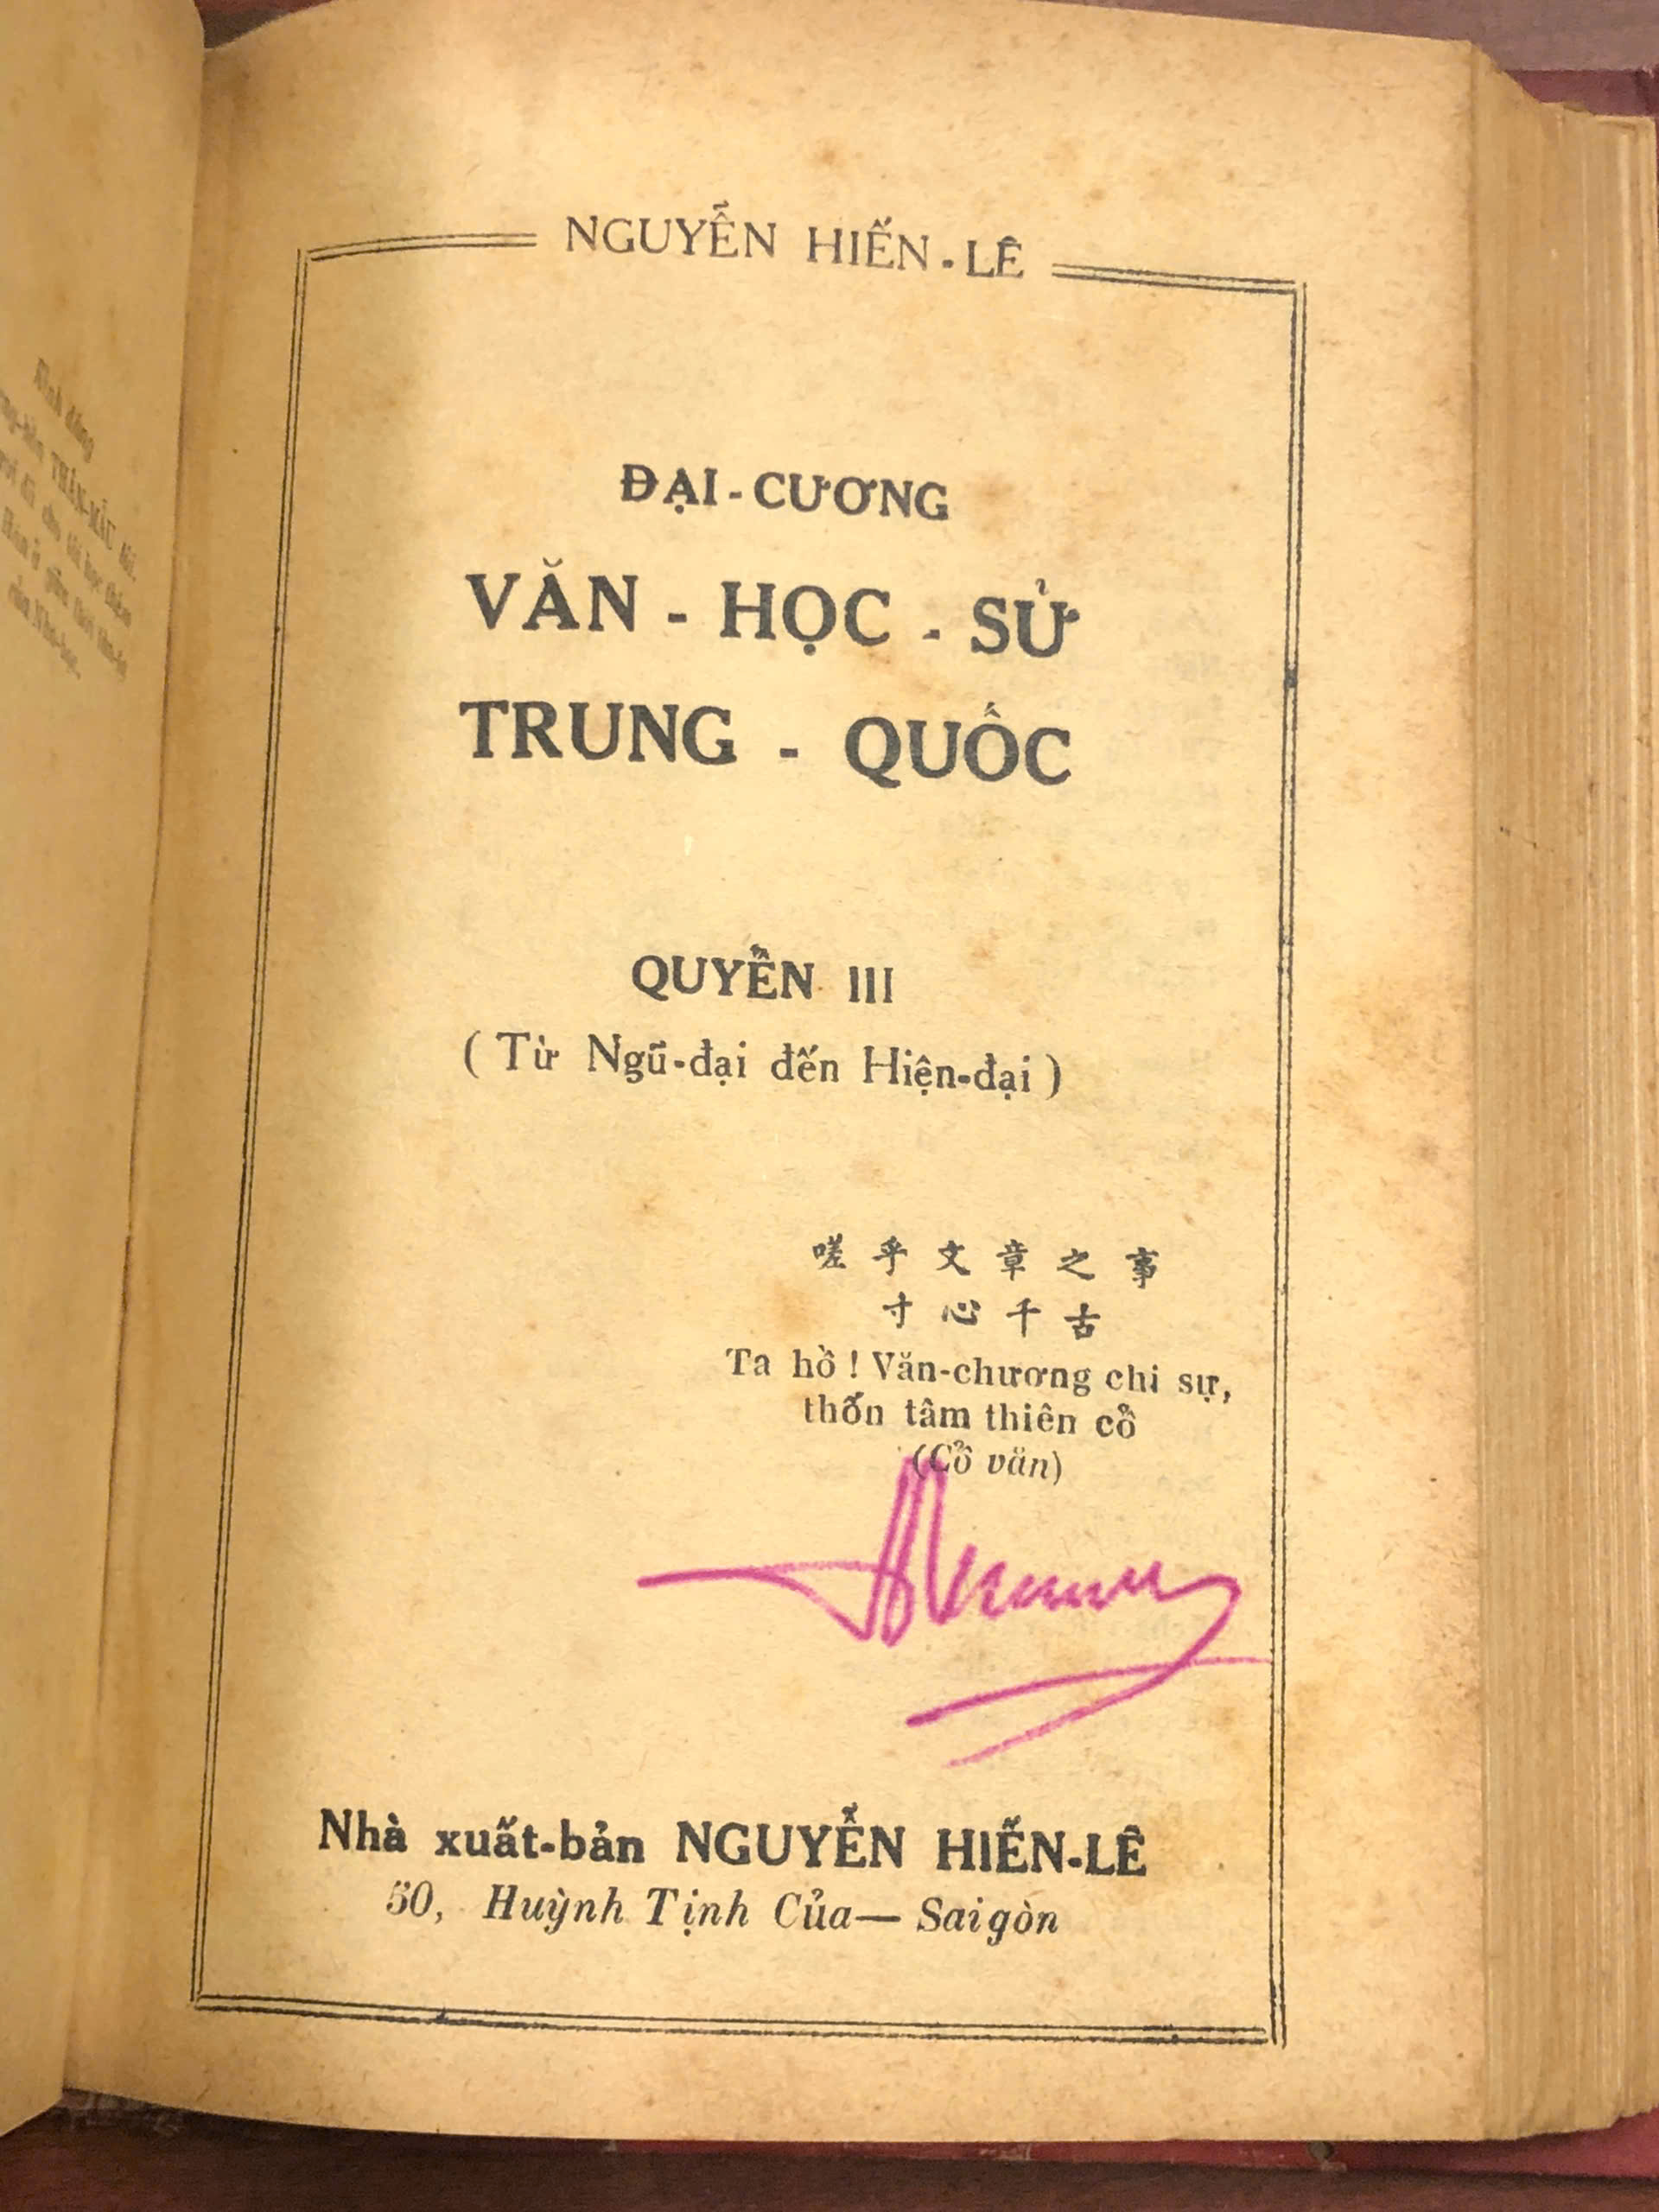 NGUYỄN HIẾN-LÊ
ĐẠI-CƯƠNG
VĂN - HỌC - SỬ
TRUNG - QUỐC
QUYỂN III
( Từ Ngũ-đại đến Hiện-đại )
嗟乎文章之事
寸心千古
Ta hồ ! Văn-chương chi sự,
thốn tâm thiên cổ
(Cổ văn)
Nhà xuất-bản NGUYỄN HIẾN-LÊ
50, Huỳnh Tịnh Của— Saigòn